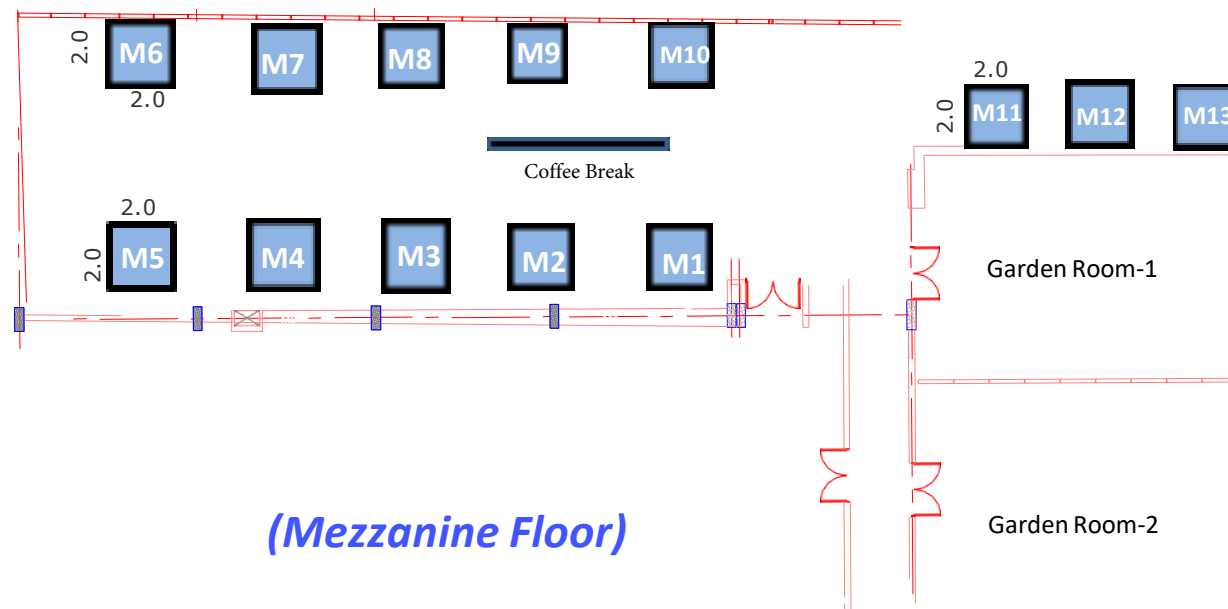 M6 M7 M8 M9 M10
2.0
2.0
2.0
2.0
M11 M12 M13
Coffee Break
2.0
2.0
M5 M4 M3 M2 M1
Garden Room-1
(Mezzanine Floor)
Garden Room-2